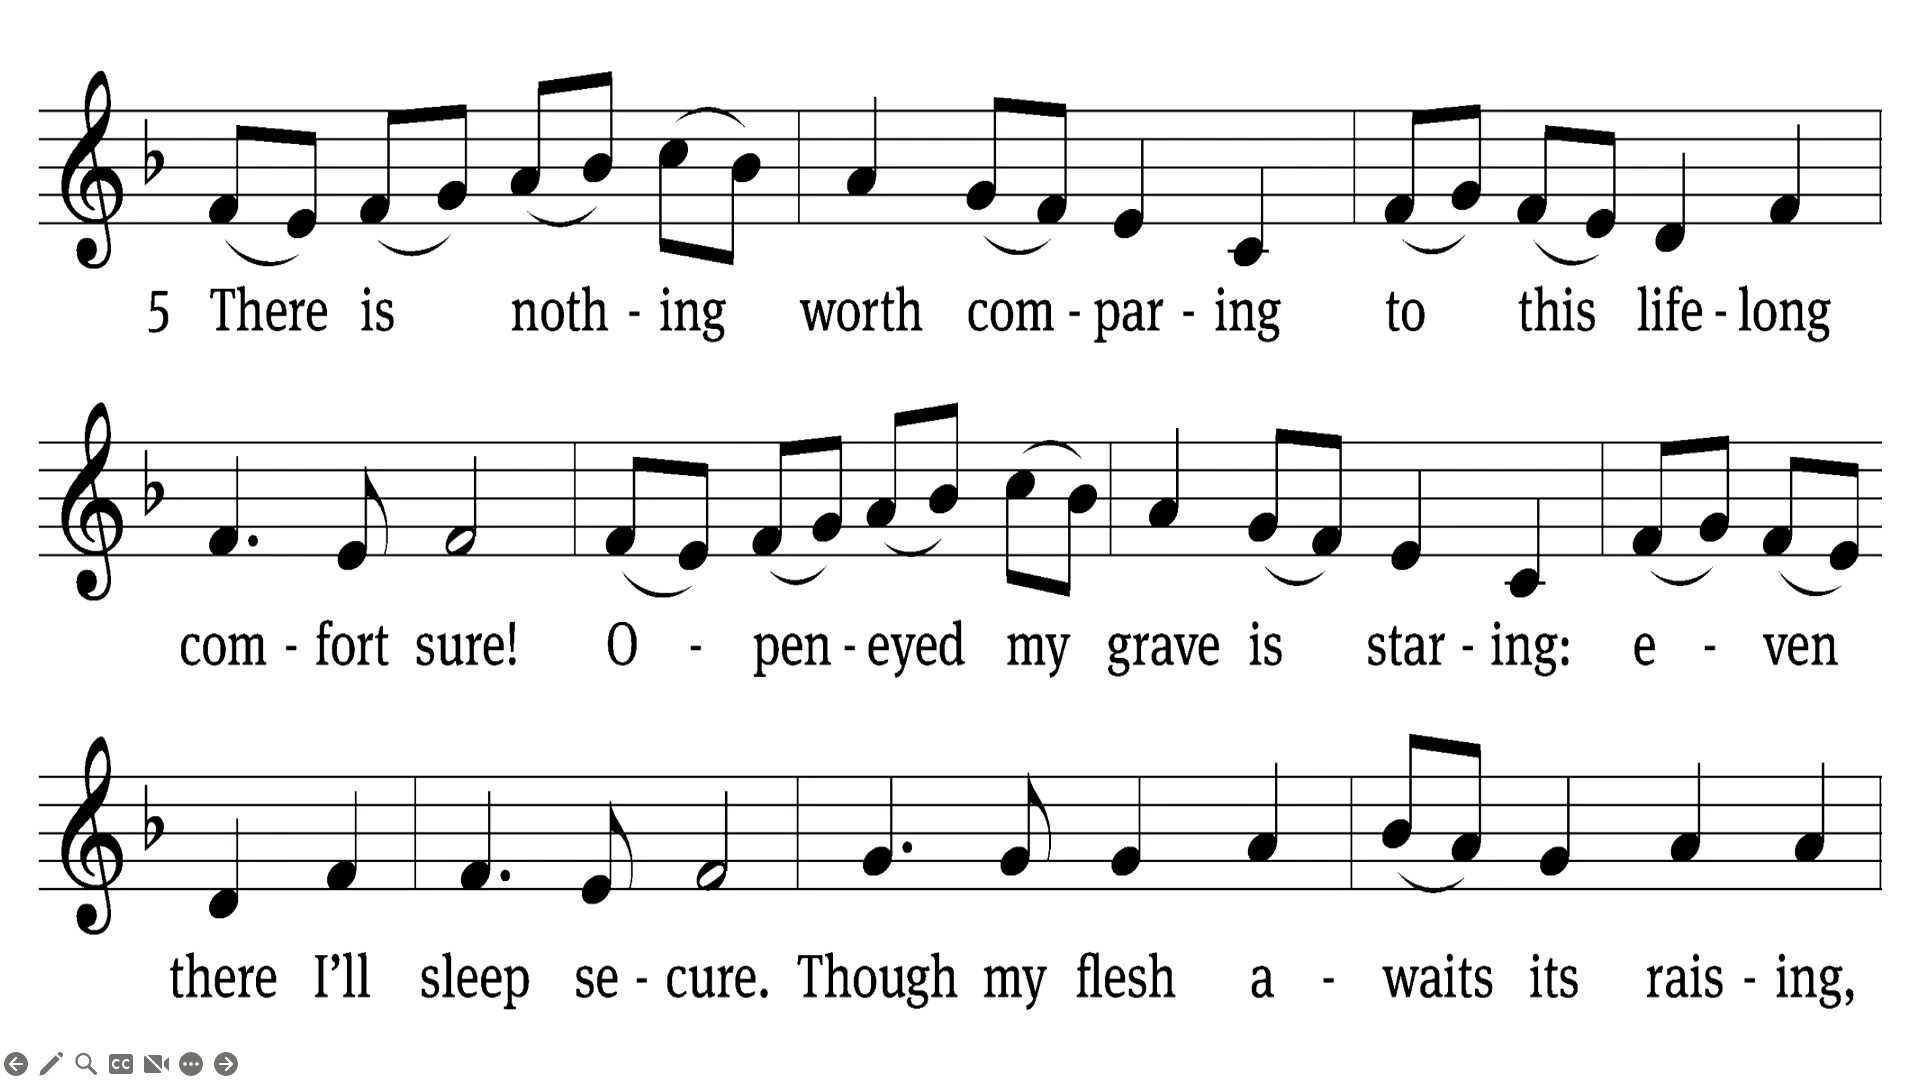 5 There is noth - ing worth com - par - ing to this life - long
com - fort sure! O - pen - eyed my grave is star - ing: e - ven
there I’ll sleep se - cure. Though my flesh a - waits its rais - ing,
CC